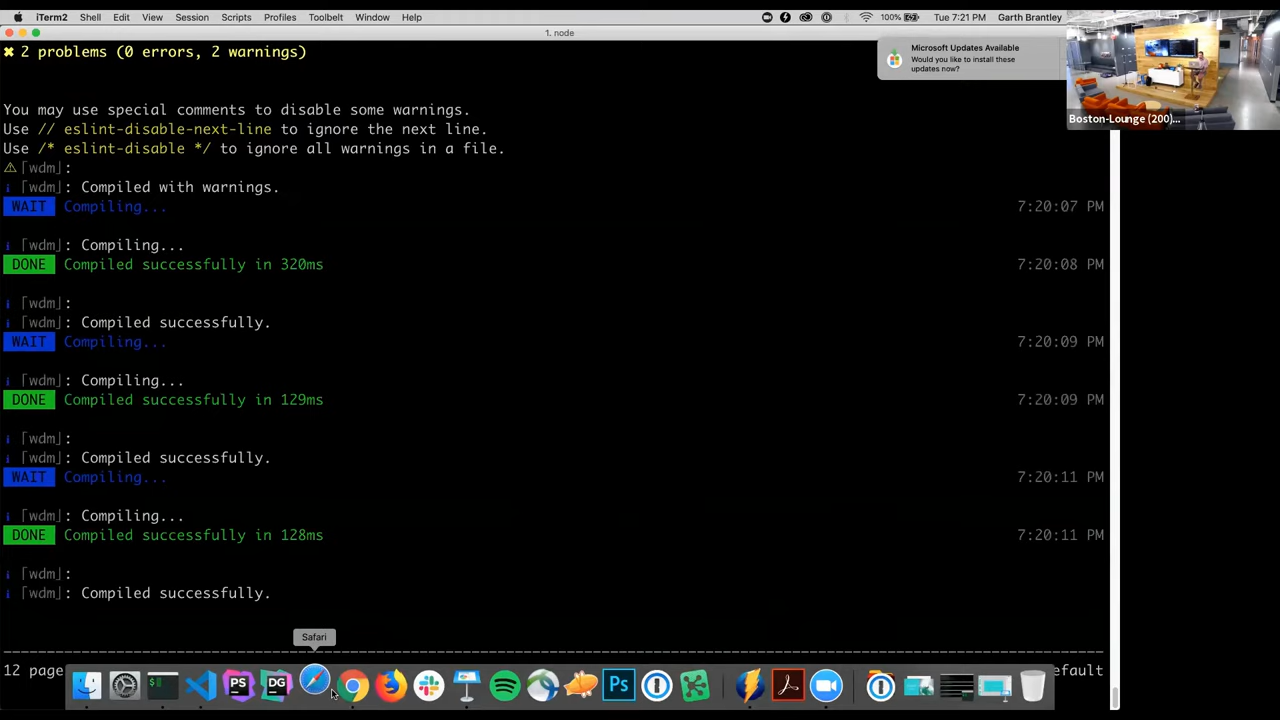 iTerm2 Shell Edit View Session Scripts Profiles Toolbelt Window Help 100% Tue 7:21 PM Garth Brantley
1. node
✖ 2 problems (0 errors, 2 warnings)
Microsoft Updates Available
Would you like to install these
updates now?
Boston-Lounge (200)...
You may use special comments to disable some warnings.
Use // eslint-disable-next-line to ignore the next line.
Use /* eslint-disable */ to ignore all warnings in a file.
⚠ ｢wdm｣:
ℹ ｢wdm｣: Compiled with warnings.
WAIT Compiling... 7:20:07 PM
ℹ ｢wdm｣: Compiling...
DONE Compiled successfully in 320ms 7:20:08 PM
ℹ ｢wdm｣:
ℹ ｢wdm｣: Compiled successfully.
WAIT Compiling... 7:20:09 PM
ℹ ｢wdm｣: Compiling...
DONE Compiled successfully in 129ms 7:20:09 PM
ℹ ｢wdm｣:
ℹ ｢wdm｣: Compiled successfully.
WAIT Compiling... 7:20:11 PM
ℹ ｢wdm｣: Compiling...
DONE Compiled successfully in 128ms 7:20:11 PM
ℹ ｢wdm｣:
ℹ ｢wdm｣: Compiled successfully.
Safari
12 page efault
$ PS DG Ps